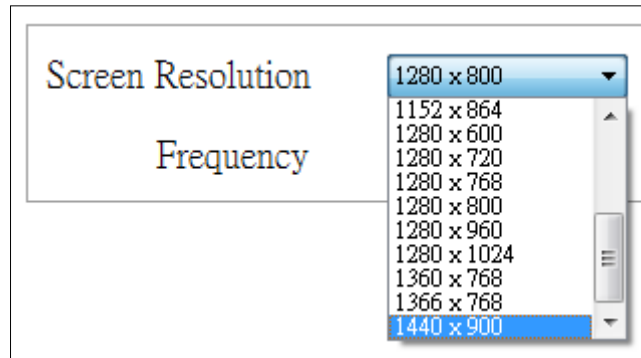 Screen Resolution
1280 x 800
1152 x 864
1280 x 600
1280 x 720
1280 x 768
1280 x 800
1280 x 960
1280 x 1024
1360 x 768
1366 x 768
1440 x 900
Frequency